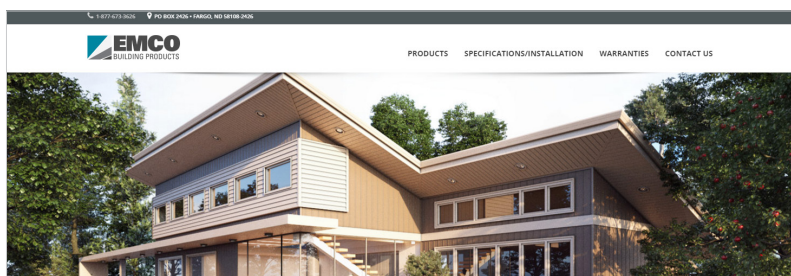 1-877-673-3626 PO BOX 2426 • FARGO, ND 58108-2426
EMCO
BUILDING PRODUCTS
PRODUCTS SPECIFICATIONS/INSTALLATION WARRANTIES CONTACT US